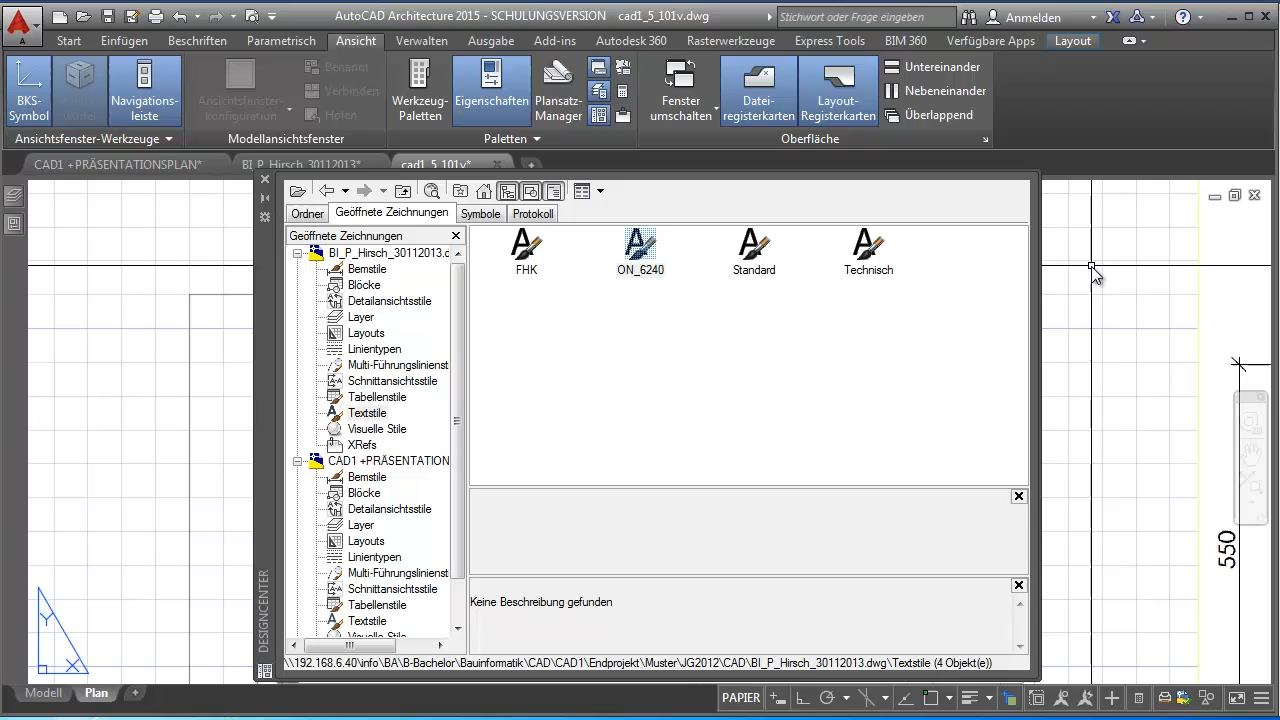 AutoCAD Architecture 2015 - SCHULUNGSVERSION cad1_5_101v.dwg
Stichwort oder Frage eingeben
Anmelden
Start Einfügen Beschriften Parametrisch Ansicht Verwalten Ausgabe Add-ins Autodesk 360 Rasterwerkzeuge Express Tools BIM 360 Verfügbare Apps Layout
BKS-
Symbol
Würfel
Navigations-
leiste
Ansichtsfenster-
konfiguration
Benannt
Verbinden
Holen
Werkzeug-
Paletten
Eigenschaften
Plansatz-
Manager
Fenster
umschalten
Datei-
registerkarten
Layout-
Registerkarten
Untereinander
Nebeneinander
Überlappend
Ansichtsfenster-Werkzeuge Modellansichtsfenster Paletten Oberfläche
CAD1 +PRÄSENTATIONSPLAN* BI_P_Hirsch_30112013* cad1_5_101v*
Ordner Geöffnete Zeichnungen Symbole Protokoll
Geöffnete Zeichnungen
BI_P_Hirsch_30112013.c
Bemstile
Blöcke
Detailansichtsstile
Layer
Layouts
Linientypen
Multi-Führungslinienst
Schnittansichtsstile
Tabellenstile
Textstile
Visuelle Stile
XRefs
CAD1 +PRÄSENTATION
Bemstile
Blöcke
Detailansichtsstile
Layer
Layouts
Linientypen
Multi-Führungslinienst
Schnittansichtsstile
Tabellenstile
Textstile
Visuelle Stile
FHK ON_6240 Standard Technisch
Keine Beschreibung gefunden
\\192.168.6.40\info\BA\B-Bachelor\Bauinformatik\CAD\CAD1\Endprojekt\Muster\JG2012\CAD\BI_P_Hirsch_30112013.dwg\Textstile (4 Objekt(e))
DESIGNCENTER
550
Y
X
Modell Plan
PAPIER